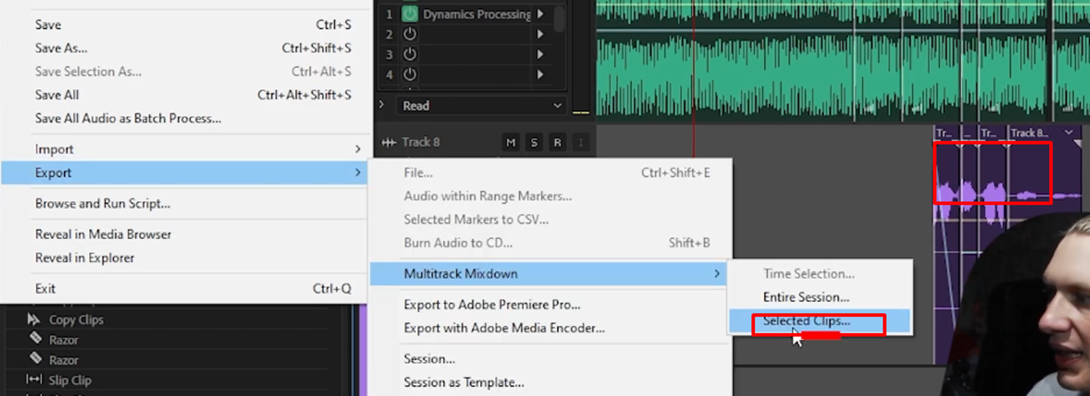 Save Ctrl+S
Save As... Ctrl+Shift+S
Save Selection As... Ctrl+Alt+S
Save All Ctrl+Alt+Shift+S
Save All Audio as Batch Process...
Import
Export
Browse and Run Script...
Reveal in Media Browser
Reveal in Explorer
Exit Ctrl+Q
Copy Clips
Razor
Razor
Slip Clip
1 Dynamics Processing
2
3
4
Read
Track 8 M S R I
File... Ctrl+Shift+E
Audio within Range Markers...
Selected Markers to CSV...
Burn Audio to CD... Shift+B
Multitrack Mixdown
Export to Adobe Premiere Pro...
Export with Adobe Media Encoder...
Session...
Session as Template...
Time Selection...
Entire Session...
Selected Clips...
Tr... ... Tr... Track 8...